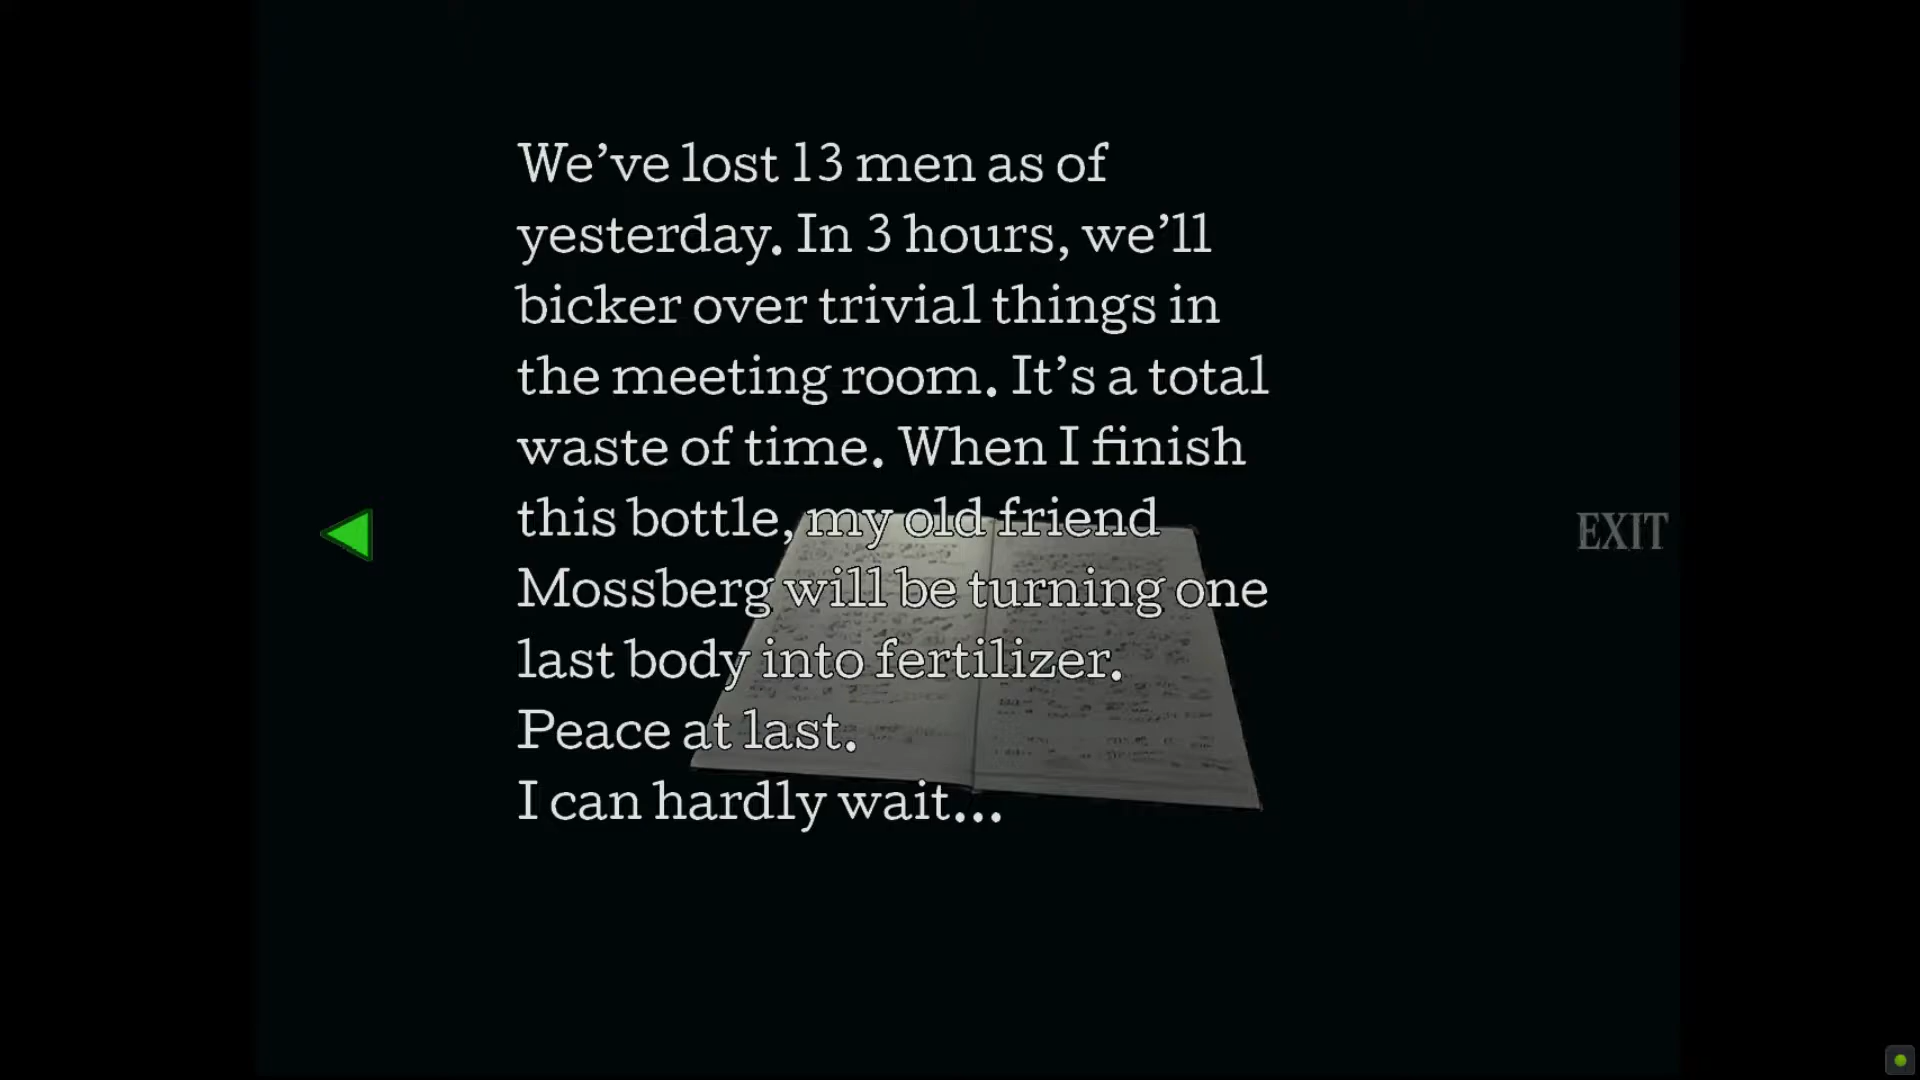 We've lost 13 men as of
yesterday. In 3 hours, we'll
bicker over trivial things in
the meeting room. It's a total
waste of time. When I finish
this bottle, my old friend
Mossberg will be turning one
last body into fertilizer.
Peace at last.
I can hardly wait...
EXIT